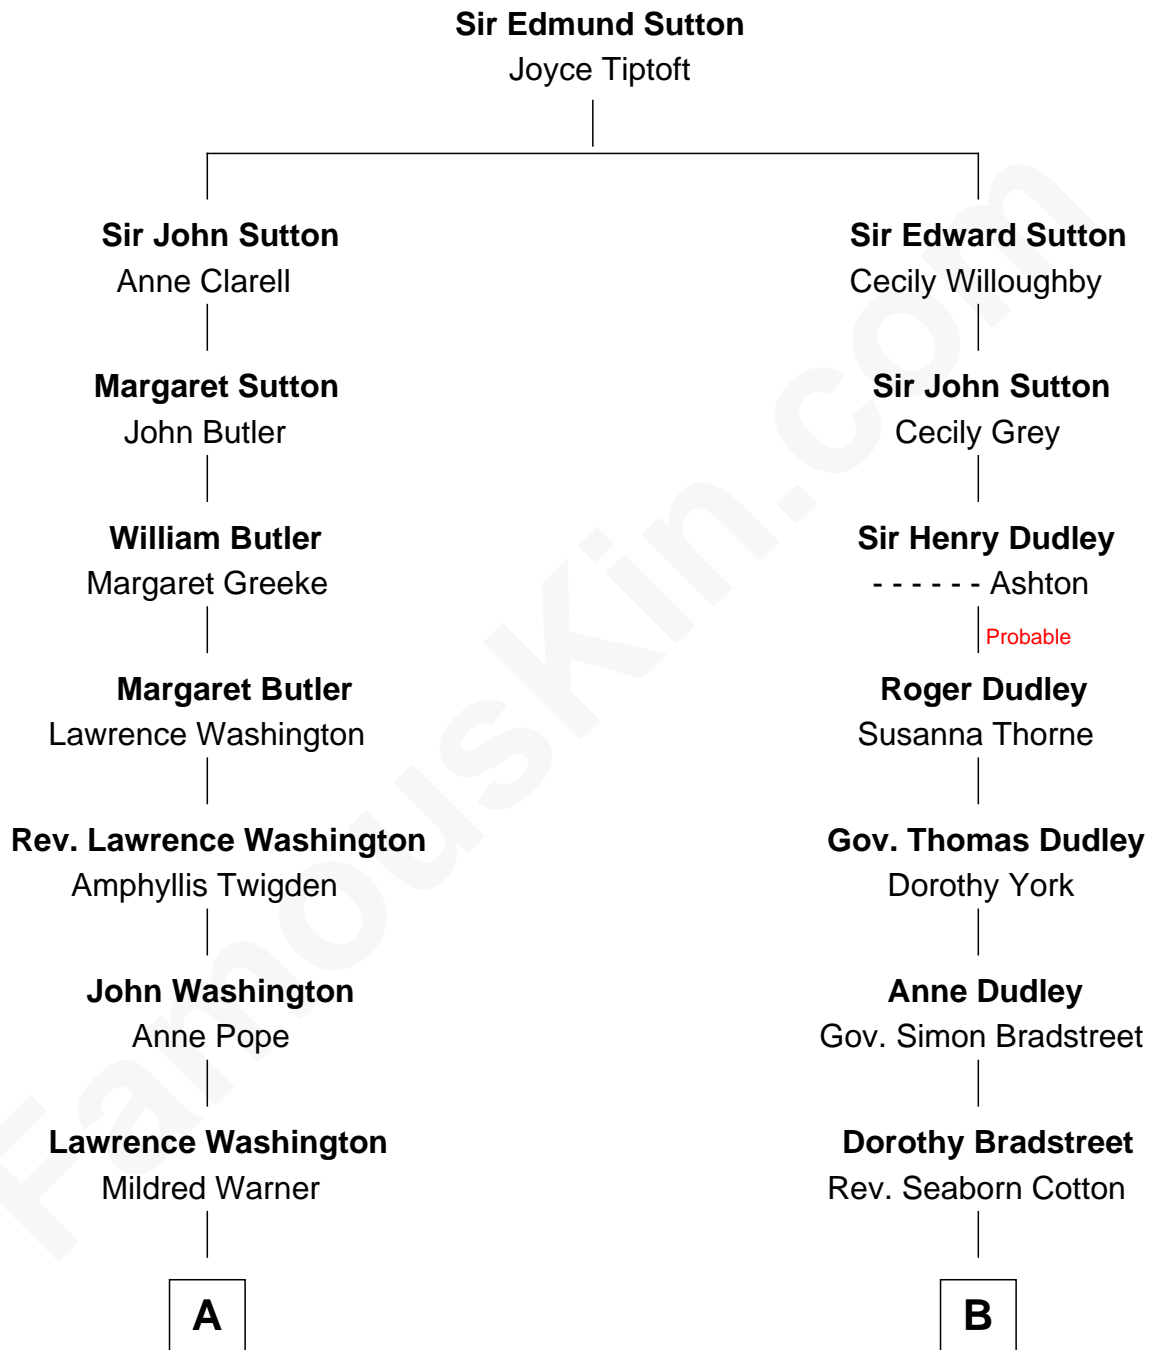 Sir Edmund Sutton
Joyce Tiptoft
Sir John Sutton
Anne Clarell
Sir Edward Sutton
Cecily Willoughby
Margaret Sutton
John Butler
Sir John Sutton
Cecily Grey
William Butler
Margaret Greeke
Sir Henry Dudley
- - - - - - Ashton
Probable
Margaret Butler
Lawrence Washington
Roger Dudley
Susanna Thorne
Rev. Lawrence Washington
Amphyllis Twigden
Gov. Thomas Dudley
Dorothy York
John Washington
Anne Pope
Anne Dudley
Gov. Simon Bradstreet
Lawrence Washington
Mildred Warner
Dorothy Bradstreet
Rev. Seaborn Cotton
A
B
FamousKin.com